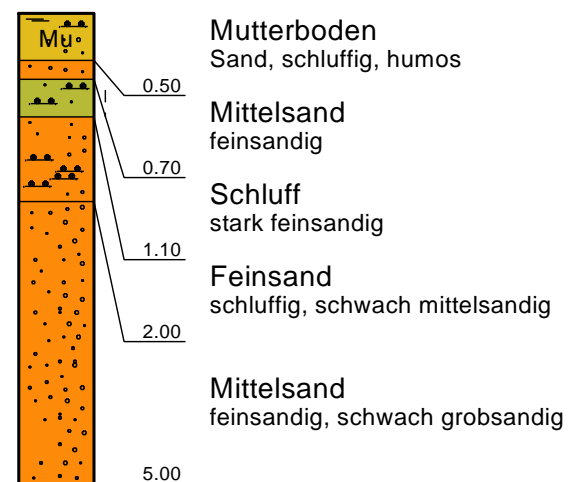 Mu
Mutterboden
Sand, schluffig, humos
0.50
Mittelsand
feinsandig
0.70
Schluff
stark feinsandig
1.10
Feinsand
schluffig, schwach mittelsandig
2.00
Mittelsand
feinsandig, schwach grobsandig
5.00